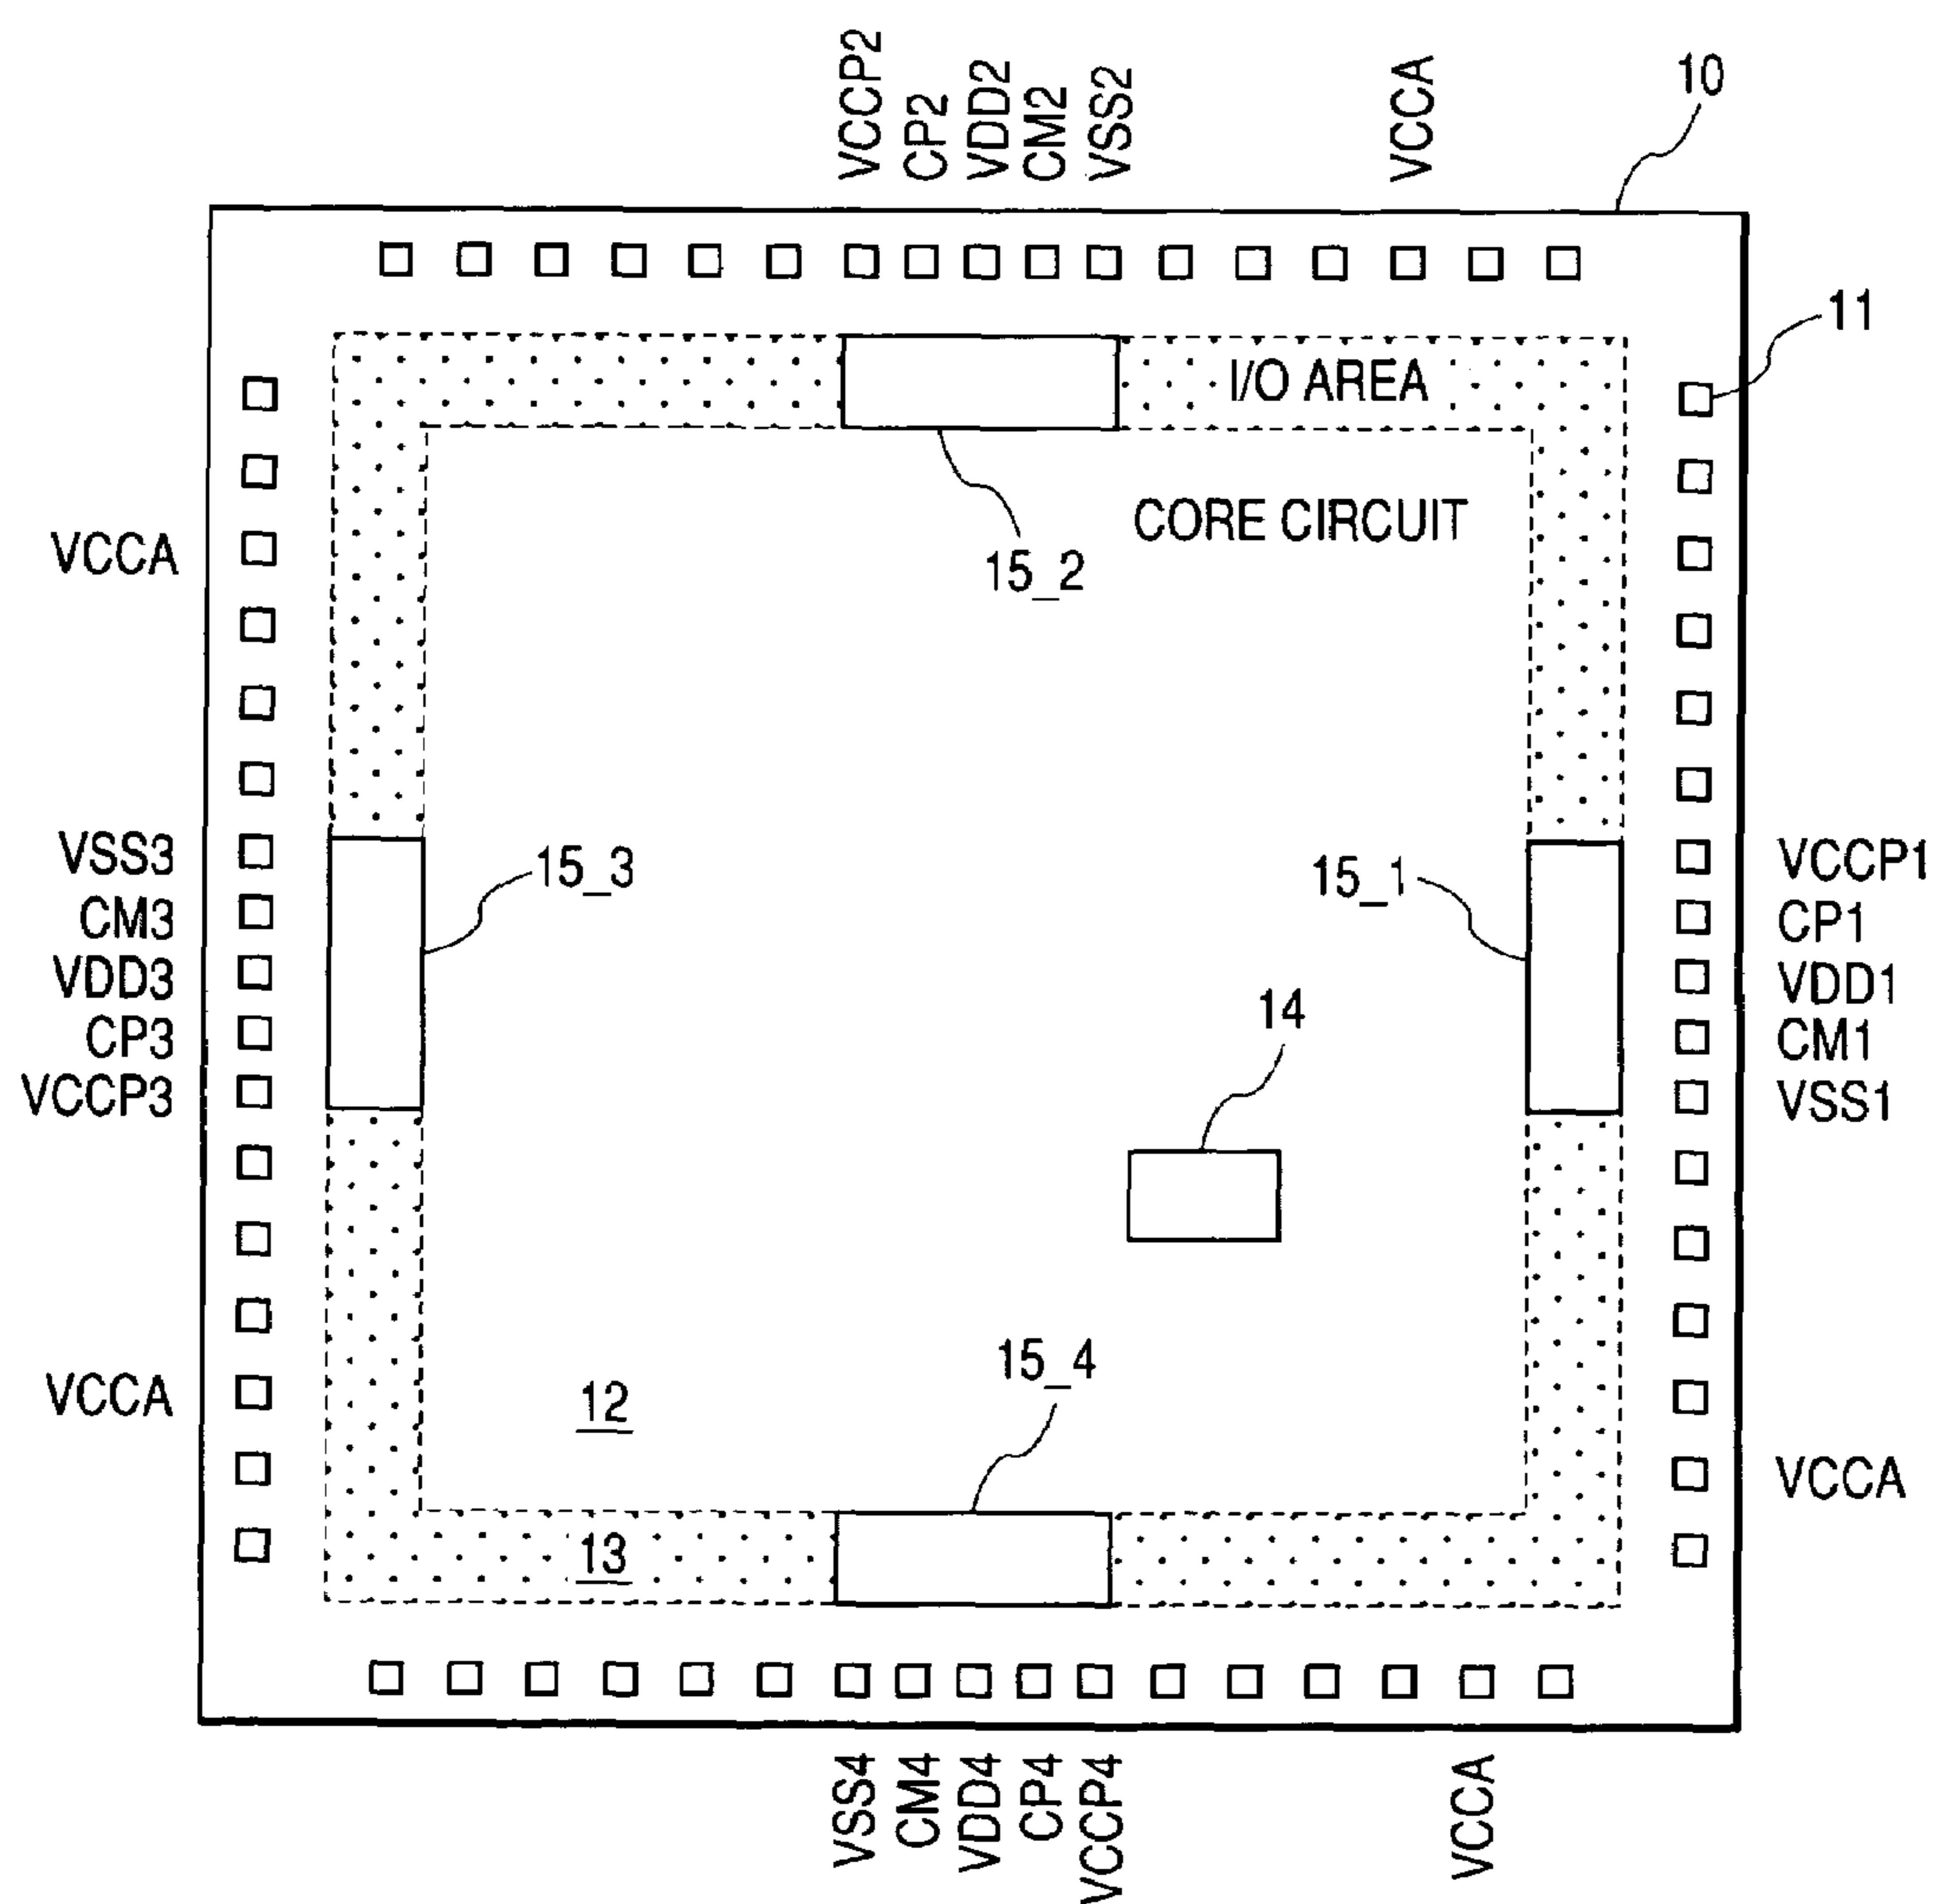 VCCP2
CP2
VDD2
CM2
VSS2
VCCA
10
11
I/O AREA
CORE CIRCUIT
15_2
VCCA
VSS3
CM3
VDD3
CP3
VCCP3
15_3
15_1
VCCP1
CP1
VDD1
CM1
VSS1
14
15_4
12
VCCA
VCCA
13
VSS4
CM4
VDD4
CP4
VCCP4
VCCA